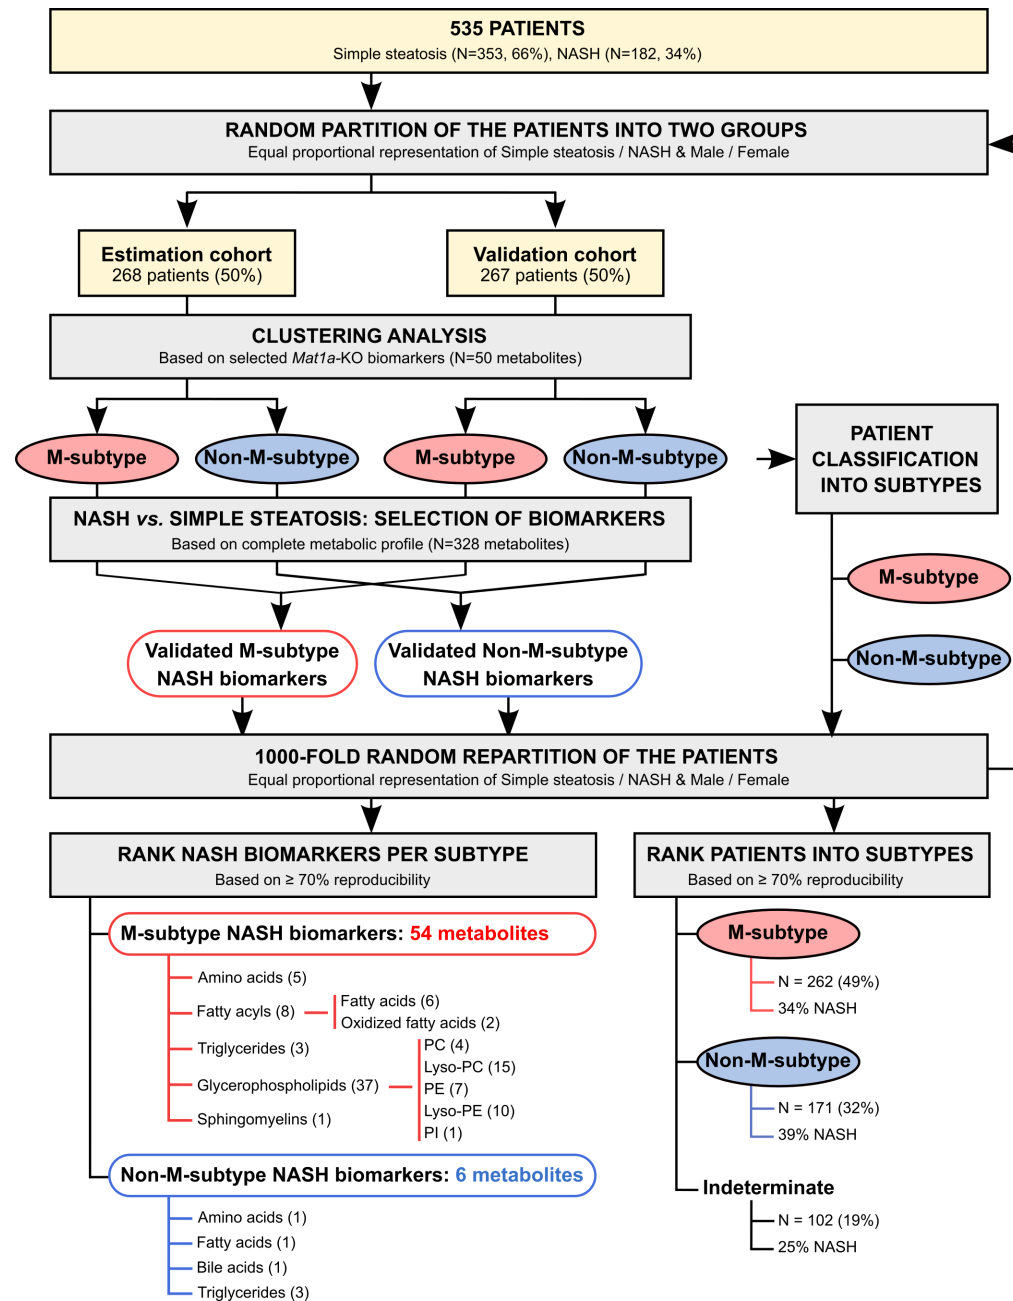 535 PATIENTS
Simple steatosis (N=353, 66%), NASH (N=182, 34%)
RANDOM PARTITION OF THE PATIENTS INTO TWO GROUPS
Equal proportional representation of Simple steatosis / NASH & Male / Female
Estimation cohort
268 patients (50%)
Validation cohort
267 patients (50%)
CLUSTERING ANALYSIS
Based on selected Mat1a-KO biomarkers (N=50 metabolites)
M-subtype
Non-M-subtype
M-subtype
Non-M-subtype
PATIENT
CLASSIFICATION
INTO SUBTYPES
NASH vs. SIMPLE STEATOSIS: SELECTION OF BIOMARKERS
Based on complete metabolic profile (N=328 metabolites)
M-subtype
Non-M-subtype
Validated M-subtype
NASH biomarkers
Validated Non-M-subtype
NASH biomarkers
1000-FOLD RANDOM REPARTITION OF THE PATIENTS
Equal proportional representation of Simple steatosis / NASH & Male / Female
RANK NASH BIOMARKERS PER SUBTYPE
Based on ≥ 70% reproducibility
M-subtype NASH biomarkers: 54 metabolites
Amino acids (5)
Fatty acyls (8)
Fatty acids (6)
Oxidized fatty acids (2)
Triglycerides (3)
Glycerophospholipids (37)
PC (4)
Lyso-PC (15)
PE (7)
Lyso-PE (10)
PI (1)
Sphingomyelins (1)
Non-M-subtype NASH biomarkers: 6 metabolites
Amino acids (1)
Fatty acids (1)
Bile acids (1)
Triglycerides (3)
RANK PATIENTS INTO SUBTYPES
Based on ≥ 70% reproducibility
M-subtype
N = 262 (49%)
34% NASH
Non-M-subtype
N = 171 (32%)
39% NASH
Indeterminate
N = 102 (19%)
25% NASH